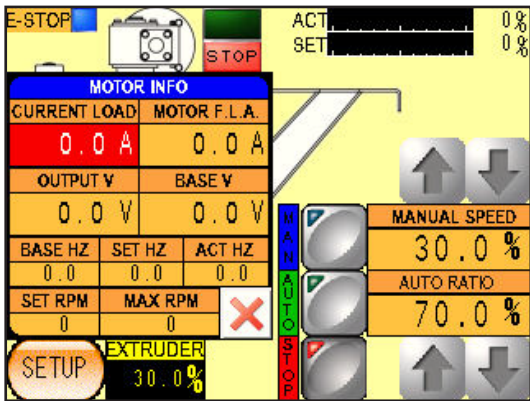 E-STOP
STOP
ACT 0%
SET 0%
MOTOR INFO
CURRENT LOAD MOTOR F.L.A.
0.0 A 0.0 A
OUTPUT V BASE V
0.0 V 0.0 V
BASE HZ SET HZ ACT HZ
0.0 0.0 0.0
SET RPM MAX RPM
0 0
SETUP
EXTRUDER
30.0%
MAN
AUTO
STOP
MANUAL SPEED
30.0 %
AUTO RATIO
70.0 %